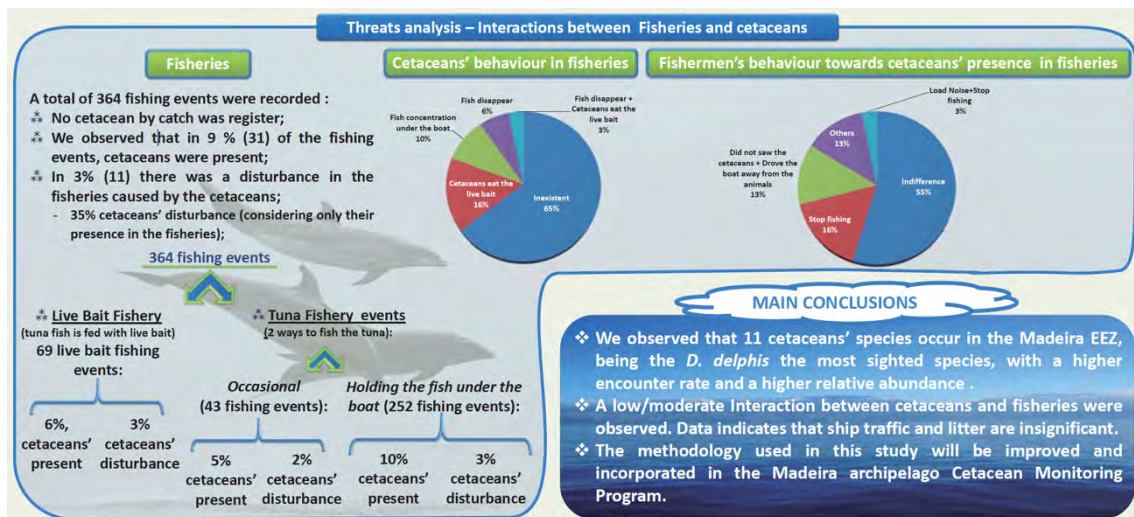 Threats analysis – Interactions between Fisheries and cetaceans
Fisheries
A total of 364 fishing events were recorded :
⁂ No cetacean by catch was register;
⁂ We observed that in 9 % (31) of the fishing
events, cetaceans were present;
⁂ In 3% (11) there was a disturbance in the
fisheries caused by the cetaceans;
- 35% cetaceans' disturbance (considering only their
presence in the fisheries);
364 fishing events
⁂ Live Bait Fishery
(tuna fish is fed with live bait)
69 live bait fishing
events:
6%,
cetaceans'
present
3%
cetaceans'
disturbance
⁂ Tuna Fishery events
(2 ways to fish the tuna):
Occasional
(43 fishing events):
5%
cetaceans'
present
2%
cetaceans'
disturbance
Holding the fish under the
boat (252 fishing events):
10%
cetaceans'
present
3%
cetaceans'
disturbance
Cetaceans' behaviour in fisheries
Fish disappear
6%
Fish disappear +
Cetaceans eat the
live bait
3%
Fish concentration
under the boat
10%
Cetaceans eat the
live bait
16%
Inexistent
65%
Fishermen's behaviour towards cetaceans' presence in fisheries
Load Noise+Stop
fishing
3%
Others
13%
Did not saw the
cetaceans + Drove the
boat away from the
animals
13%
Indifference
55%
Stop fishing
16%
MAIN CONCLUSIONS
❖ We observed that 11 cetaceans' species occur in the Madeira EEZ,
being the D. delphis the most sighted species, with a higher
encounter rate and a higher relative abundance .
❖ A low/moderate Interaction between cetaceans and fisheries were
observed. Data indicates that ship traffic and litter are insignificant.
❖ The methodology used in this study will be improved and
incorporated in the Madeira archipelago Cetacean Monitoring
Program.